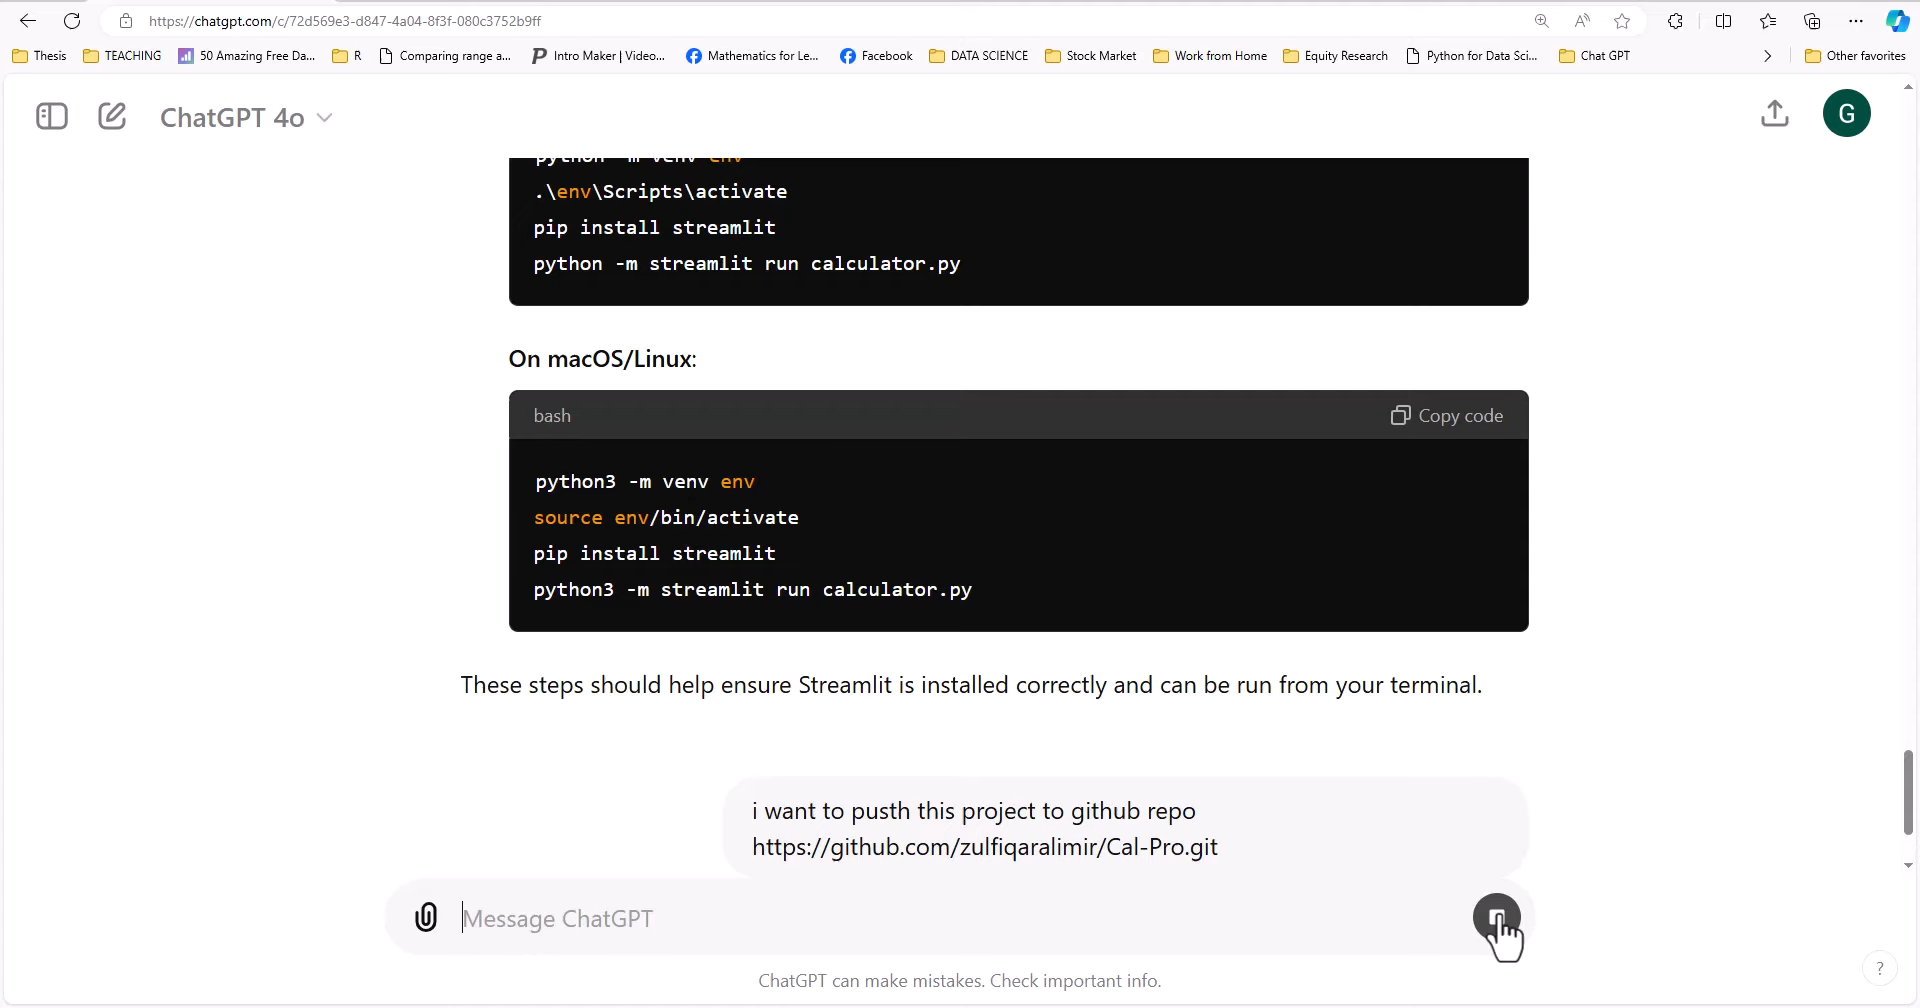 https://chatgpt.com/c/72d569e3-d847-4a04-8f3f-080c3752b9ff
Thesis TEACHING 50 Amazing Free Da... R Comparing range a... Intro Maker | Video... Mathematics for Le... Facebook DATA SCIENCE Stock Market Work from Home Equity Research Python for Data Sci... Chat GPT Other favorites
ChatGPT 4o G
python -m venv env
.\env\Scripts\activate
pip install streamlit
python -m streamlit run calculator.py
On macOS/Linux:
bash Copy code
python3 -m venv env
source env/bin/activate
pip install streamlit
python3 -m streamlit run calculator.py
These steps should help ensure Streamlit is installed correctly and can be run from your terminal.
i want to pusth this project to github repo
https://github.com/zulfiqaralimir/Cal-Pro.git
Message ChatGPT
ChatGPT can make mistakes. Check important info.
?